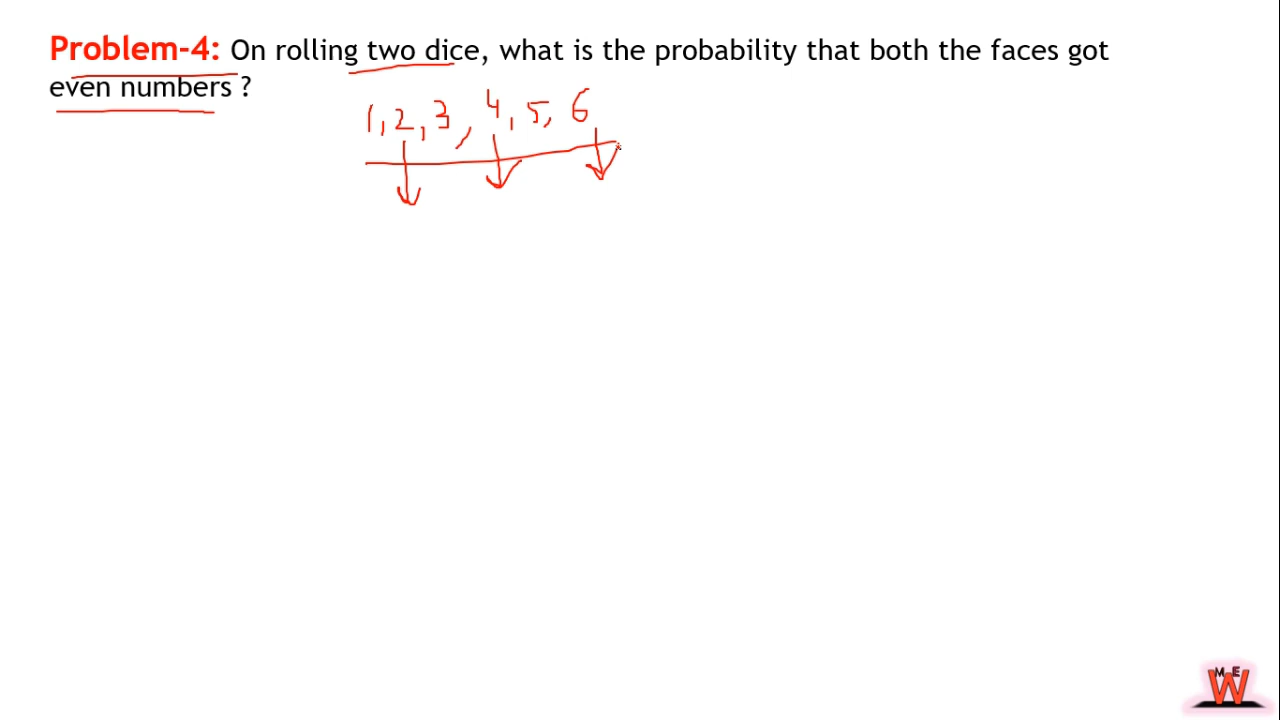 Problem-4: On rolling two dice, what is the probability that both the faces got
even numbers ?
1, 2, 3, 4, 5, 6
M E
W